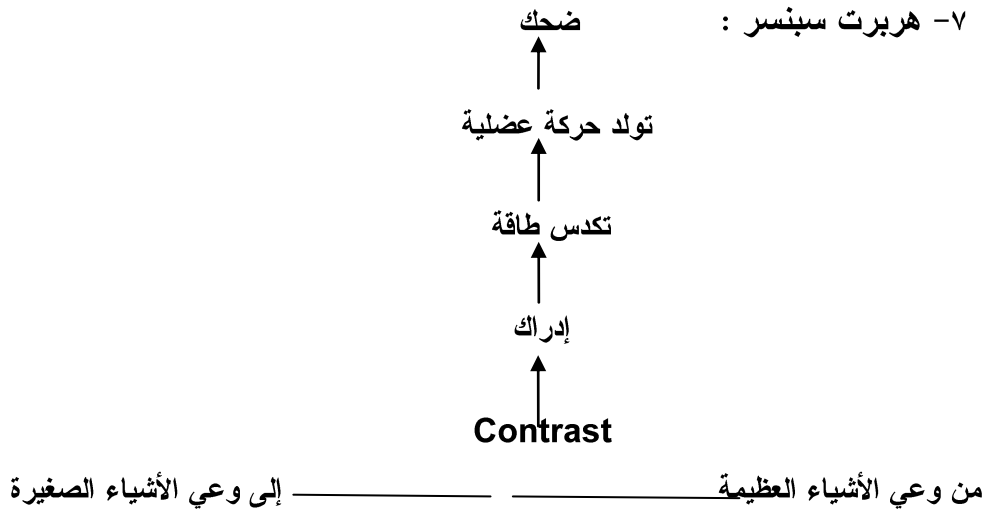 ٧- هربرت سبنسر :
ضحك
تولد حركة عضلية
تكدس طاقة
إدراك
Contrast
من وعي الأشياء العظيمة إلى وعي الأشياء الصغيرة